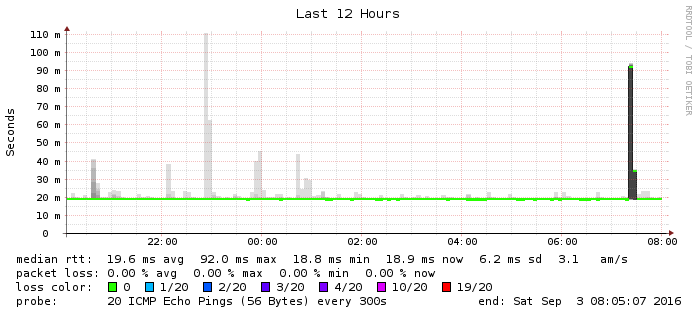 Last 12 Hours
RRDTOOL / TOBI OETIKER
Seconds
110 m
100 m
90 m
80 m
70 m
60 m
50 m
40 m
30 m
20 m
10 m
0
22:00 00:00 02:00 04:00 06:00 08:00
median rtt: 19.6 ms avg 92.0 ms max 18.8 ms min 18.9 ms now 6.2 ms sd 3.1 am/s
packet loss: 0.00 % avg 0.00 % max 0.00 % min 0.00 % now
loss color: 0 1/20 2/20 3/20 4/20 10/20 19/20
probe: 20 ICMP Echo Pings (56 Bytes) every 300s end: Sat Sep 3 08:05:07 2016